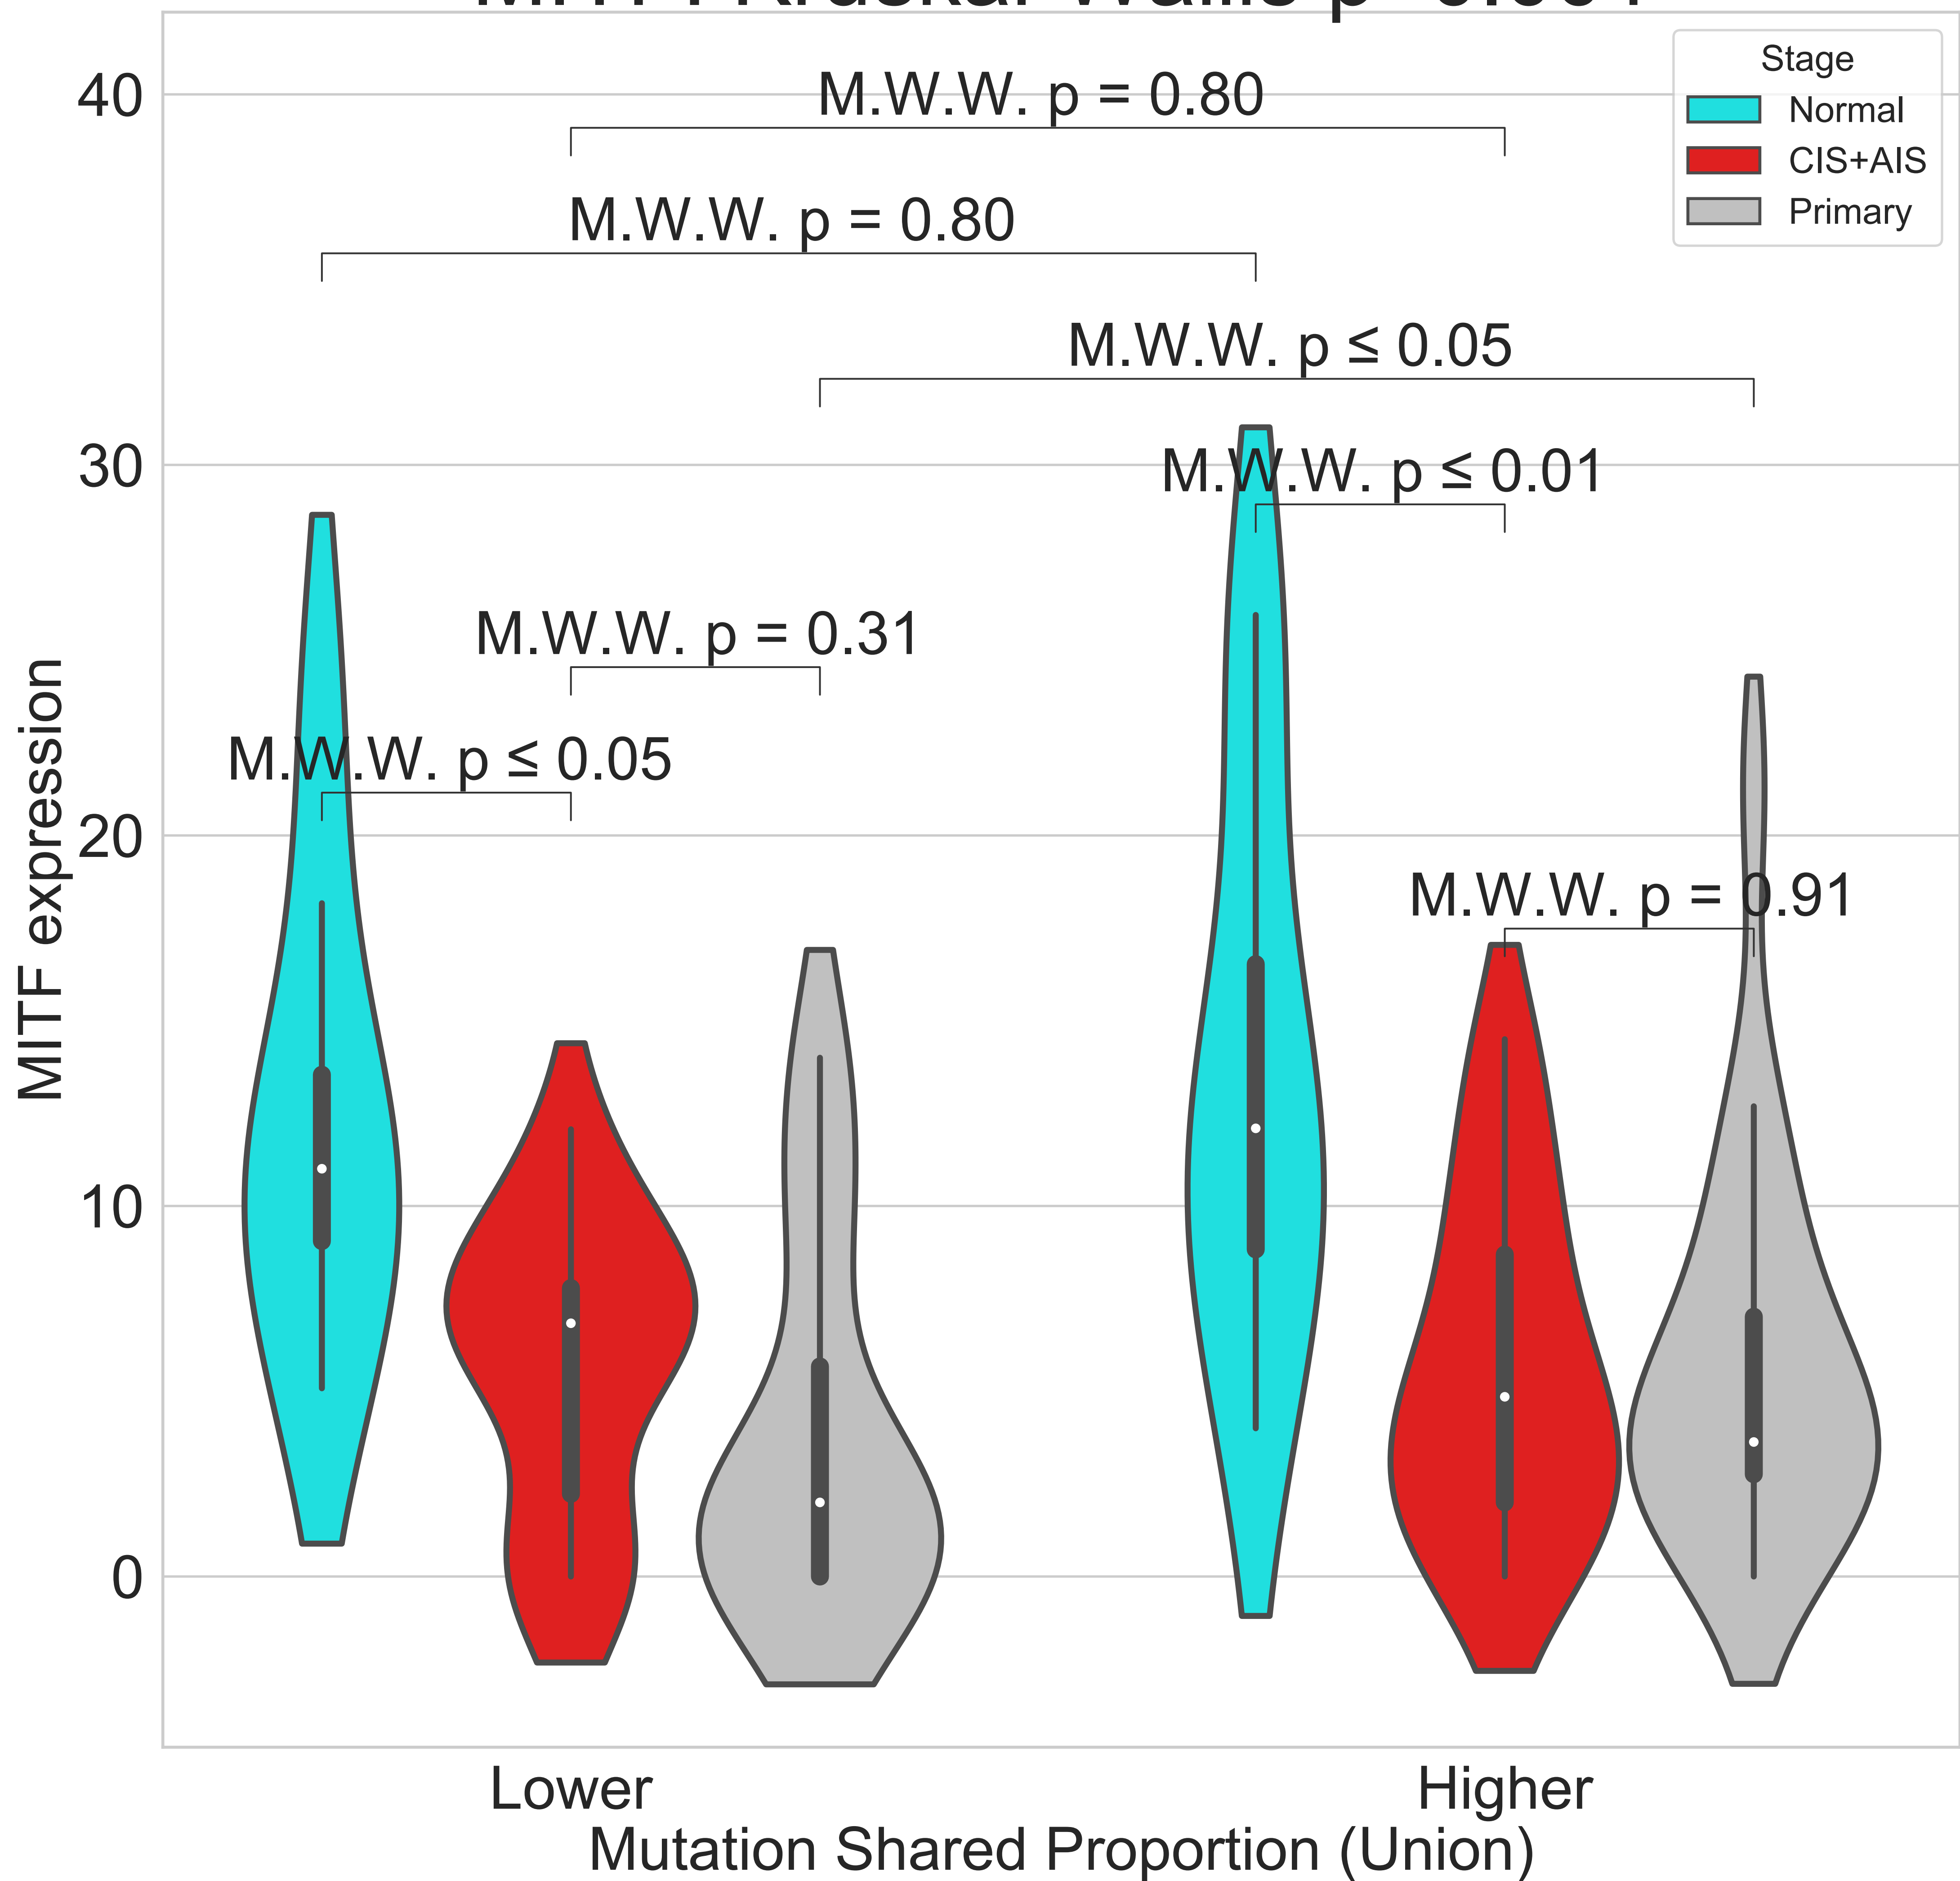 Stage
Normal
CIS+AIS
Primary
M.W.W. p = 0.80
M.W.W. p = 0.80
M.W.W. p ≤ 0.05
M.W.W. p ≤ 0.01
M.W.W. p = 0.31
M.W.W. p ≤ 0.05
M.W.W. p = 0.91
MITF expression
40
30
20
10
0
Lower
Higher
Mutation Shared Proportion (Union)